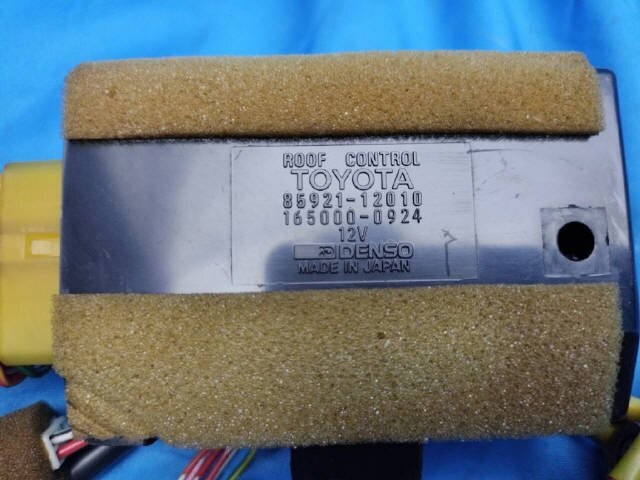 ROOF CONTROL
TOYOTA
85921-12010
165000-0924
12V
DENSO
MADE IN JAPAN